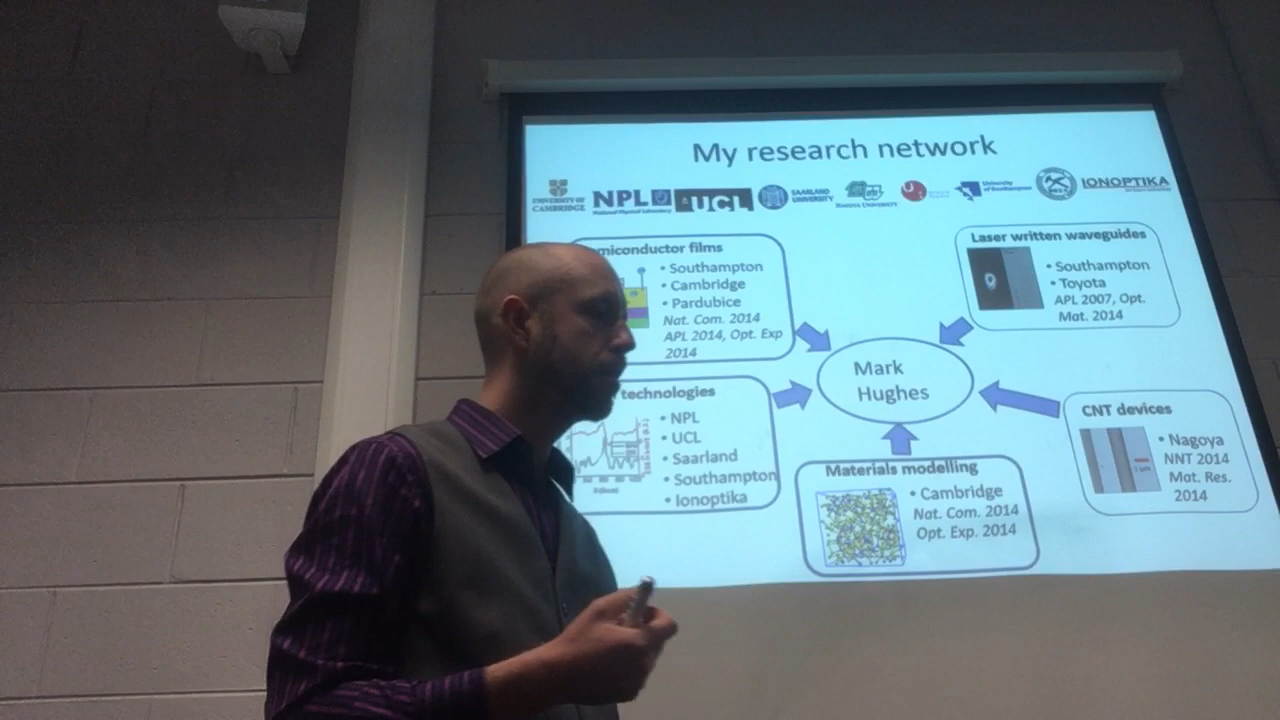 My research network
UNIVERSITY OF
CAMBRIDGE
NPL
National Physical Laboratory
UCL
SAARLAND
UNIVERSITY
NAGOYA UNIVERSITY
University
of Southampton
IONOPTIKA
miconductor films
• Southampton
• Cambridge
• Pardubice
Nat. Com. 2014
APL 2014, Opt. Exp
2014
Laser written waveguides
• Southampton
• Toyota
APL 2007, Opt.
Mat. 2014
Mark
Hughes
technologies
• NPL
• UCL
• Saarland
• Southampton
• Ionoptika
Materials modelling
• Cambridge
Nat. Com. 2014
Opt. Exp. 2014
CNT devices
• Nagoya
NNT 2014
Mat. Res.
2014